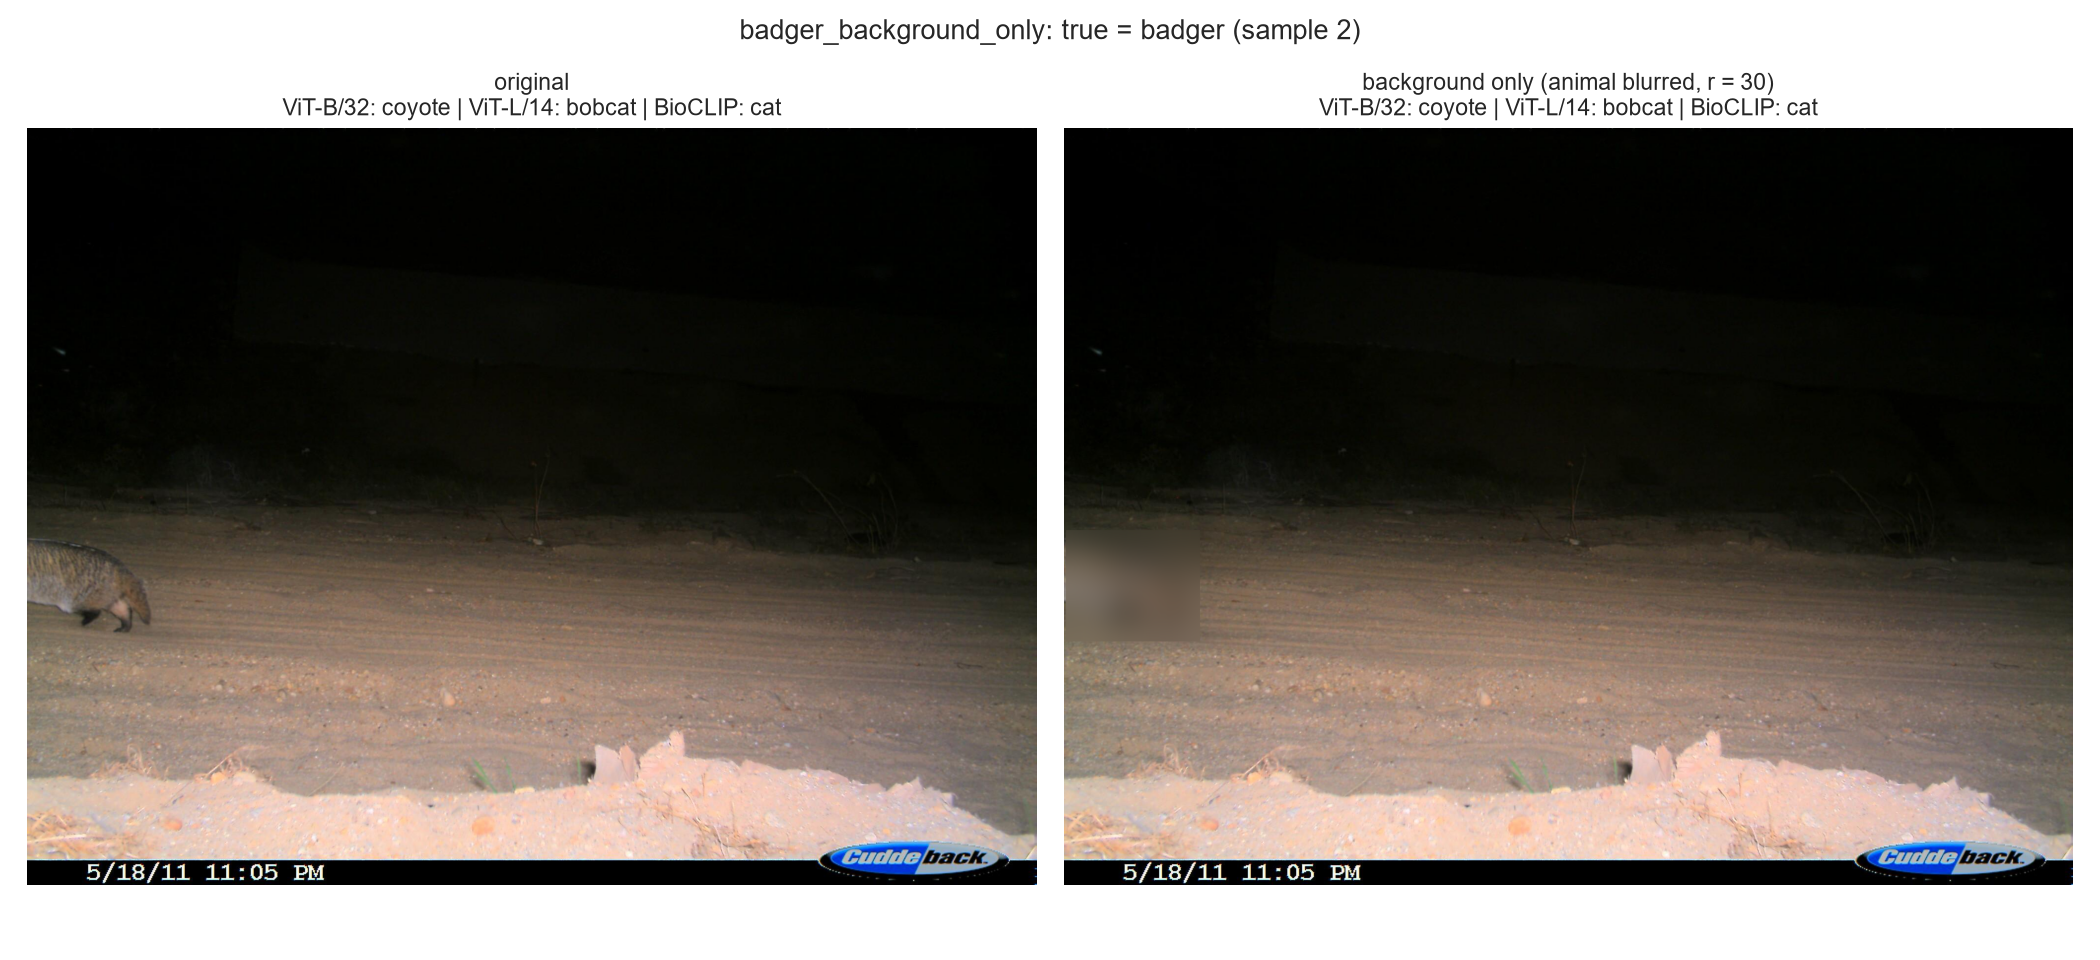 badger_background_only: true = badger (sample 2)
original
ViT-B/32: coyote | ViT-L/14: bobcat | BioCLIP: cat
background only (animal blurred, r = 30)
ViT-B/32: coyote | ViT-L/14: bobcat | BioCLIP: cat
5/18/11 11:05 PM
Cuddeback.
5/18/11 11:05 PM
Cuddeback.